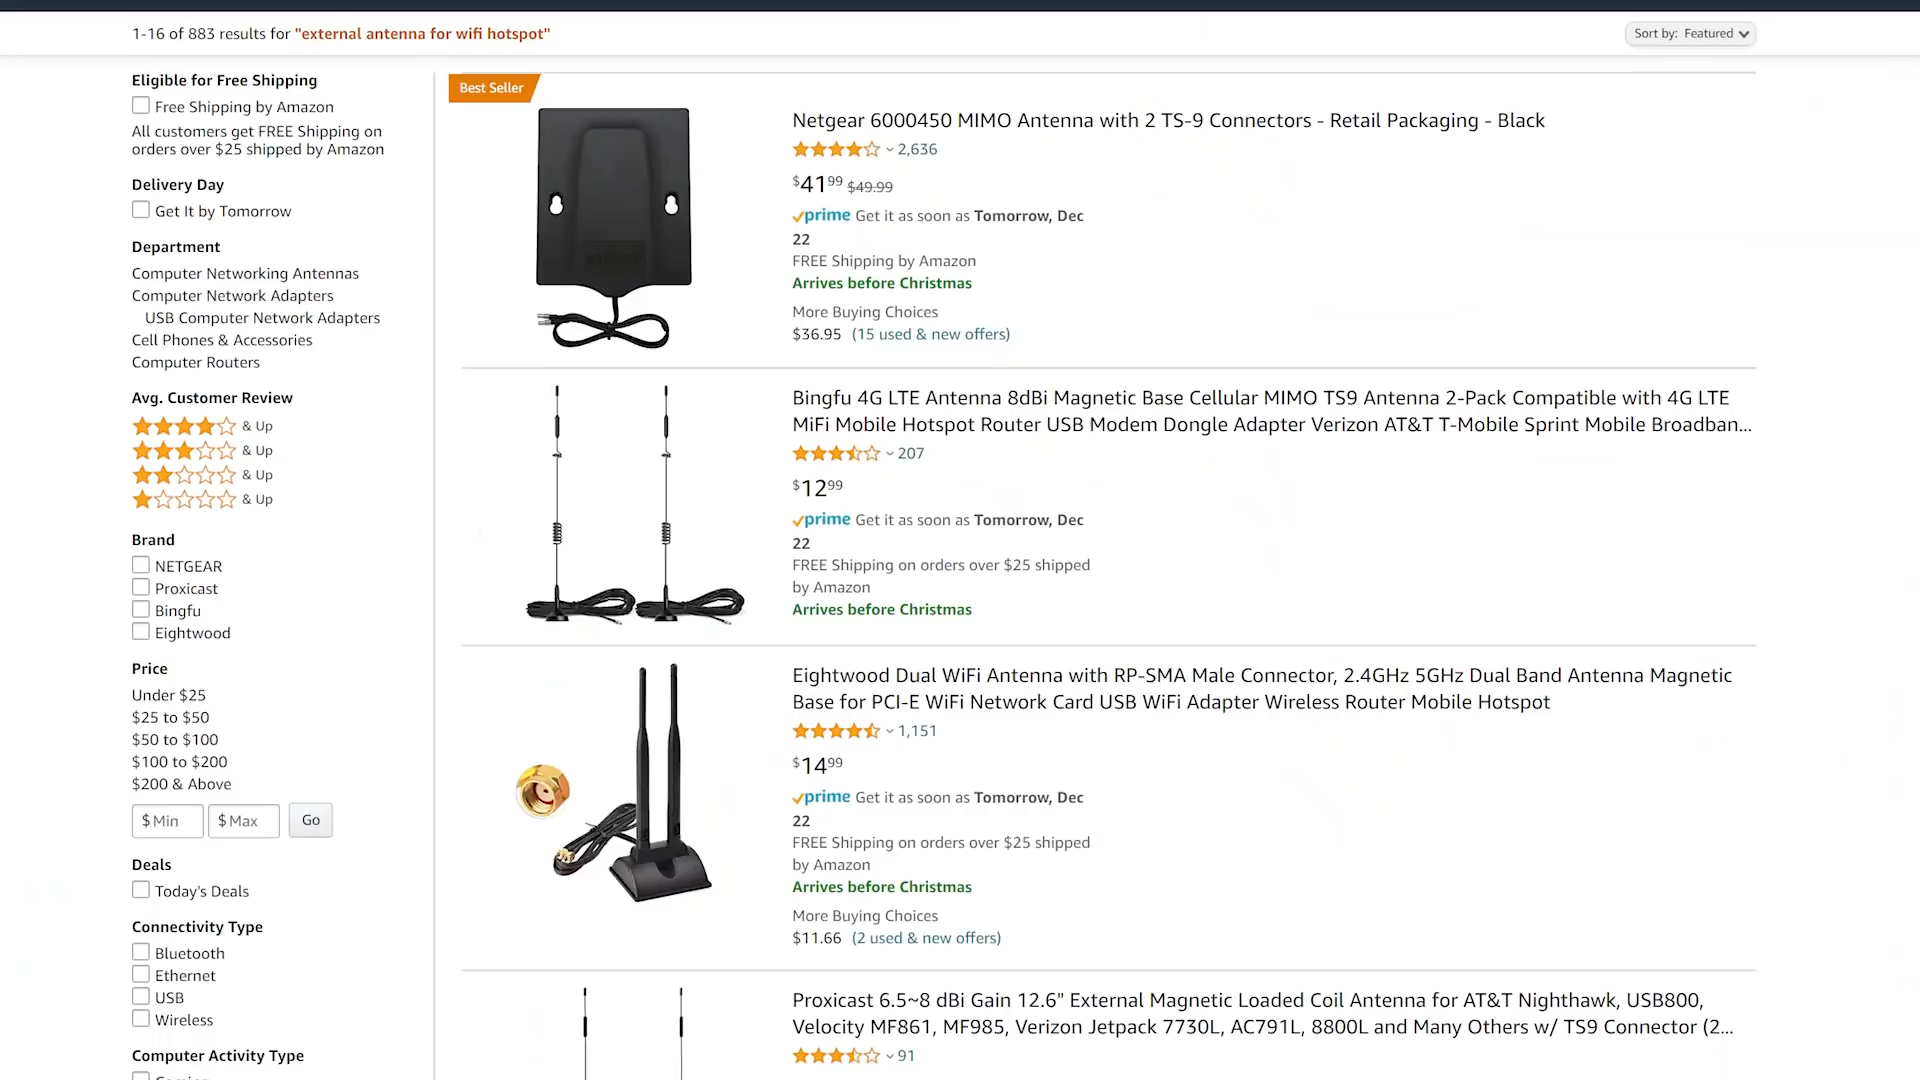 1-16 of 883 results for "external antenna for wifi hotspot"
Sort by: Featured
Eligible for Free Shipping
Free Shipping by Amazon
All customers get FREE Shipping on
orders over $25 shipped by Amazon
Delivery Day
Get It by Tomorrow
Department
Computer Networking Antennas
Computer Network Adapters
USB Computer Network Adapters
Cell Phones & Accessories
Computer Routers
Avg. Customer Review
& Up
& Up
& Up
& Up
Brand
NETGEAR
Proxicast
Bingfu
Eightwood
Price
Under $25
$25 to $50
$50 to $100
$100 to $200
$200 & Above
$ Min
$ Max
Go
Deals
Today's Deals
Connectivity Type
Bluetooth
Ethernet
USB
Wireless
Computer Activity Type
Best Seller
Netgear 6000450 MIMO Antenna with 2 TS-9 Connectors - Retail Packaging - Black
2,636
$41 99 $49.99
prime Get it as soon as Tomorrow, Dec
22
FREE Shipping by Amazon
Arrives before Christmas
More Buying Choices
$36.95 (15 used & new offers)
Bingfu 4G LTE Antenna 8dBi Magnetic Base Cellular MIMO TS9 Antenna 2-Pack Compatible with 4G LTE
MiFi Mobile Hotspot Router USB Modem Dongle Adapter Verizon AT&T T-Mobile Sprint Mobile Broadban...
207
$12 99
prime Get it as soon as Tomorrow, Dec
22
FREE Shipping on orders over $25 shipped
by Amazon
Arrives before Christmas
Eightwood Dual WiFi Antenna with RP-SMA Male Connector, 2.4GHz 5GHz Dual Band Antenna Magnetic
Base for PCI-E WiFi Network Card USB WiFi Adapter Wireless Router Mobile Hotspot
1,151
$14 99
prime Get it as soon as Tomorrow, Dec
22
FREE Shipping on orders over $25 shipped
by Amazon
Arrives before Christmas
More Buying Choices
$11.66 (2 used & new offers)
Proxicast 6.5~8 dBi Gain 12.6" External Magnetic Loaded Coil Antenna for AT&T Nighthawk, USB800,
Velocity MF861, MF985, Verizon Jetpack 7730L, AC791L, 8800L and Many Others w/ TS9 Connector (2...
91